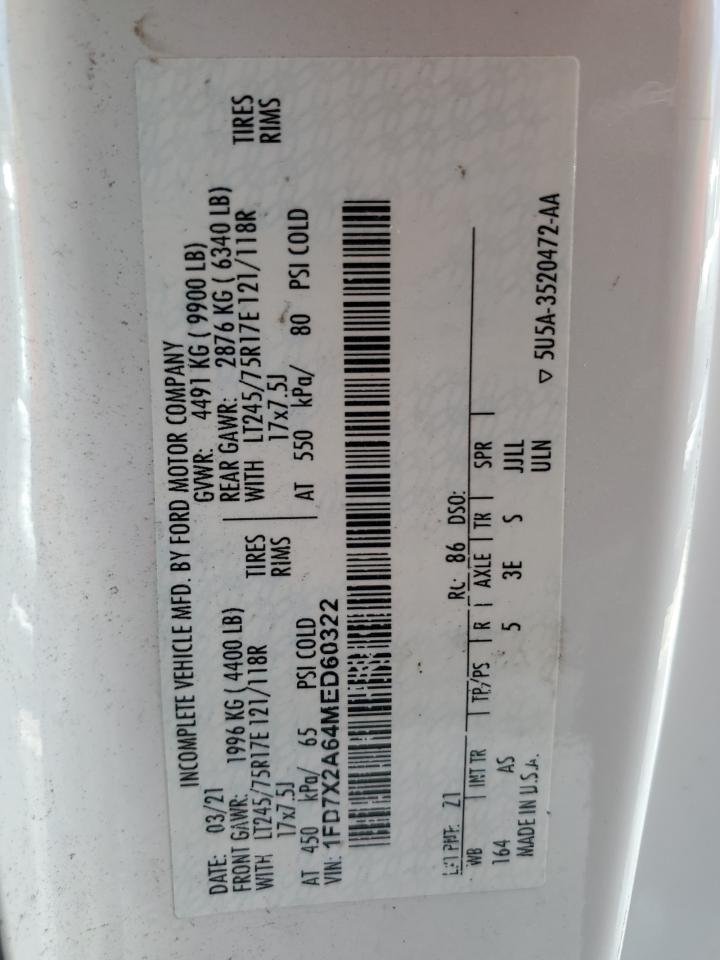 INCOMPLETE VEHICLE MFD. BY FORD MOTOR COMPANY
DATE: 03/21 GVWR: 4491 KG ( 9900 LB)
FRONT GAWR: 1996 KG ( 4400 LB) REAR GAWR: 2876 KG ( 6340 LB)
WITH LT245/75R17E 121/118R TIRES WITH LT245/75R17E 121/118R TIRES
17x7.5J RIMS 17x7.5J RIMS
AT 450 kPa/ 65 PSI COLD AT 550 kPa/ 80 PSI COLD
VIN: 1FD7X2A64MED60322
PNT: Z1 RC: 86 DSO:
WB INT TR TP/PS R AXLE TR SPR
164 AS 5 3E S JJLL
MADE IN U.S.A. ULN
▽ 5U5A-3520472-AA